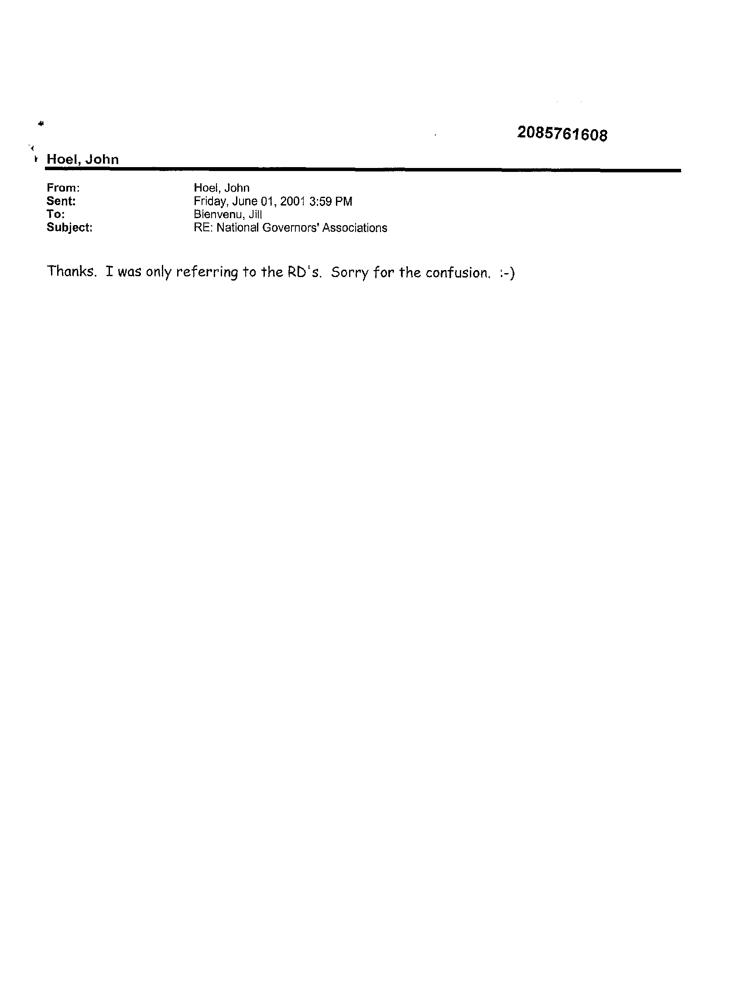 2085761608
Hoel, John
From: Hoel, John
Sent: Friday, June 01, 2001 3:59 PM
To: Bienvenu, Jill
Subject: RE: National Governors' Associations
Thanks.  I was only referring to the RD's.  Sorry for the confusion.  :-)